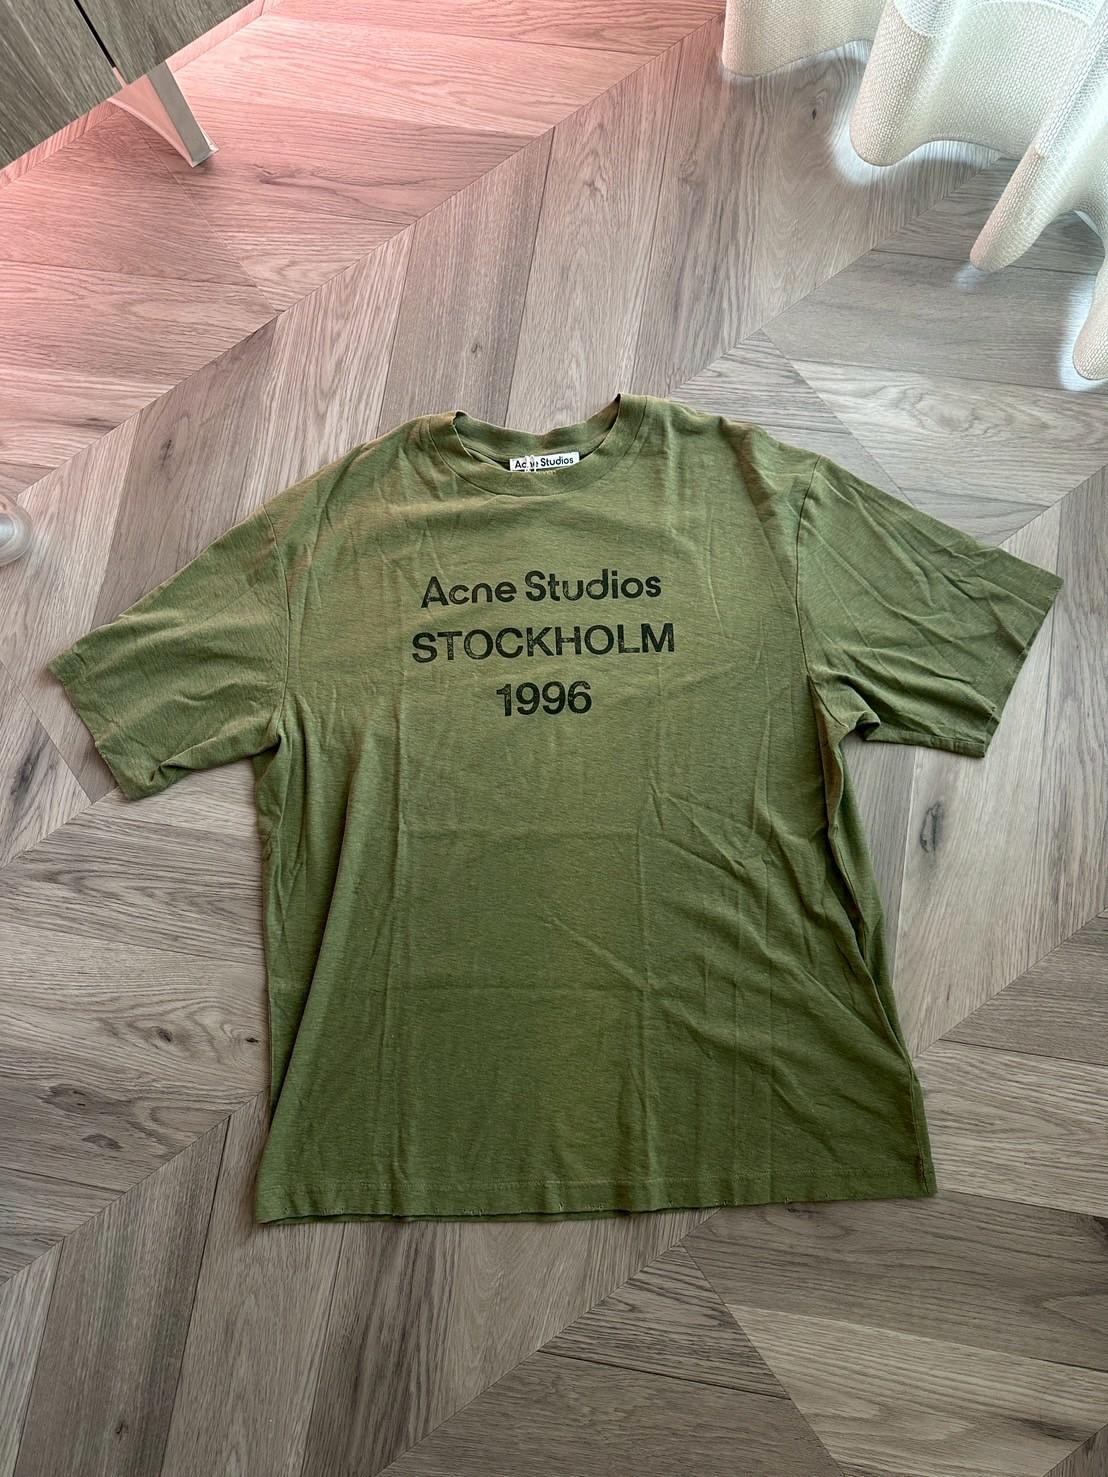 Acne Studios
Acne Studios
STOCKHOLM
1996